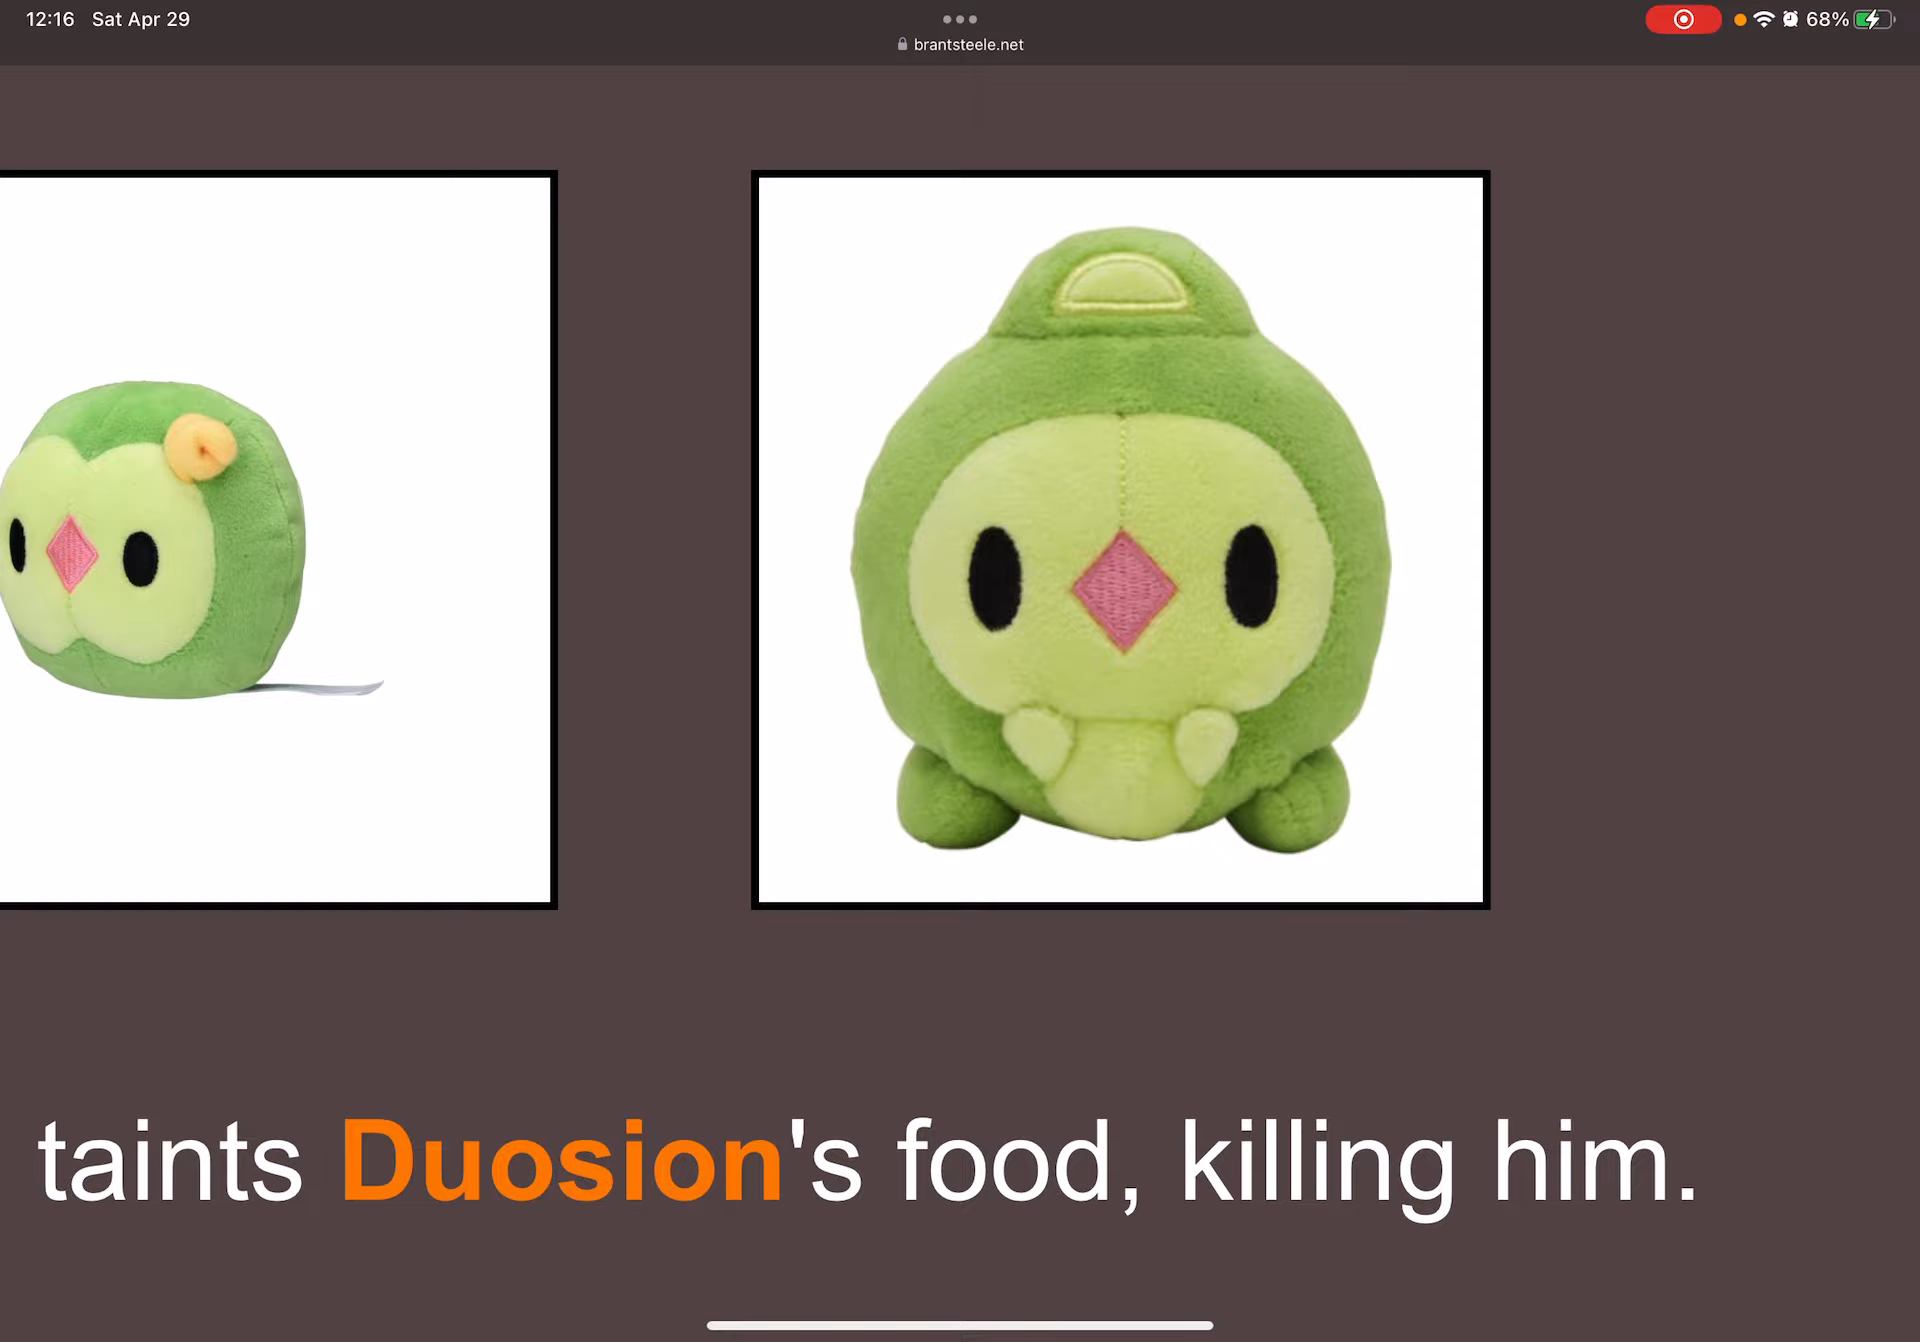 12:16 Sat Apr 29
68%
brantsteele.net
taints Duosion's food, killing him.